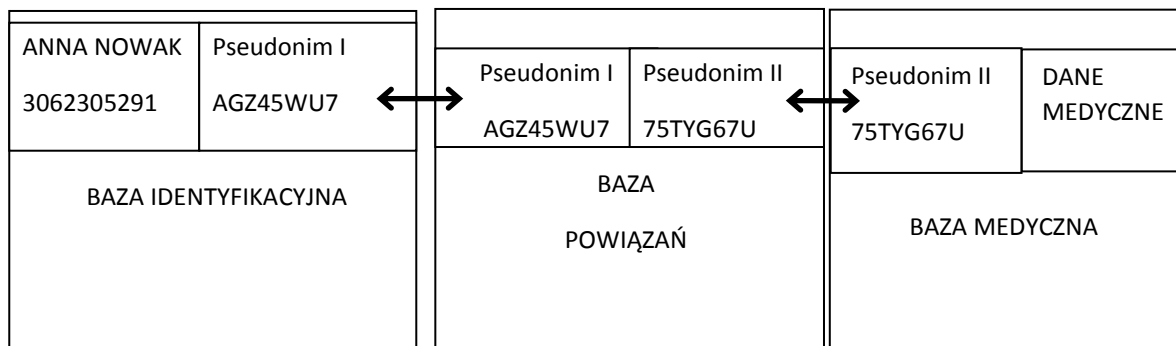 ANNA NOWAK
3062305291
Pseudonim I
AGZ45WU7
BAZA IDENTYFIKACYJNA
Pseudonim I
AGZ45WU7
Pseudonim II
75TYG67U
BAZA
POWIĄZAŃ
Pseudonim II
75TYG67U
DANE
MEDYCZNE
BAZA MEDYCZNA